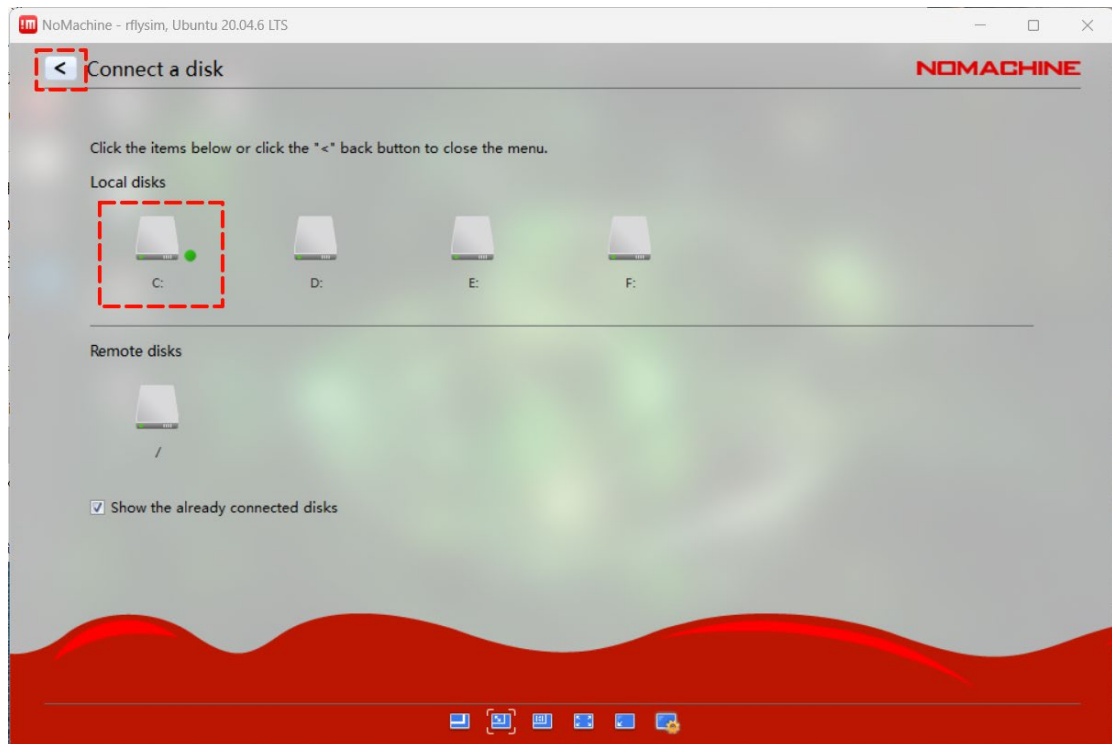 NoMachine - rflysim, Ubuntu 20.04.6 LTS
< Connect a disk
NOMACHINE
Click the items below or click the "<" back button to close the menu.
Local disks
C: D: E: F:
Remote disks
/
Show the already connected disks